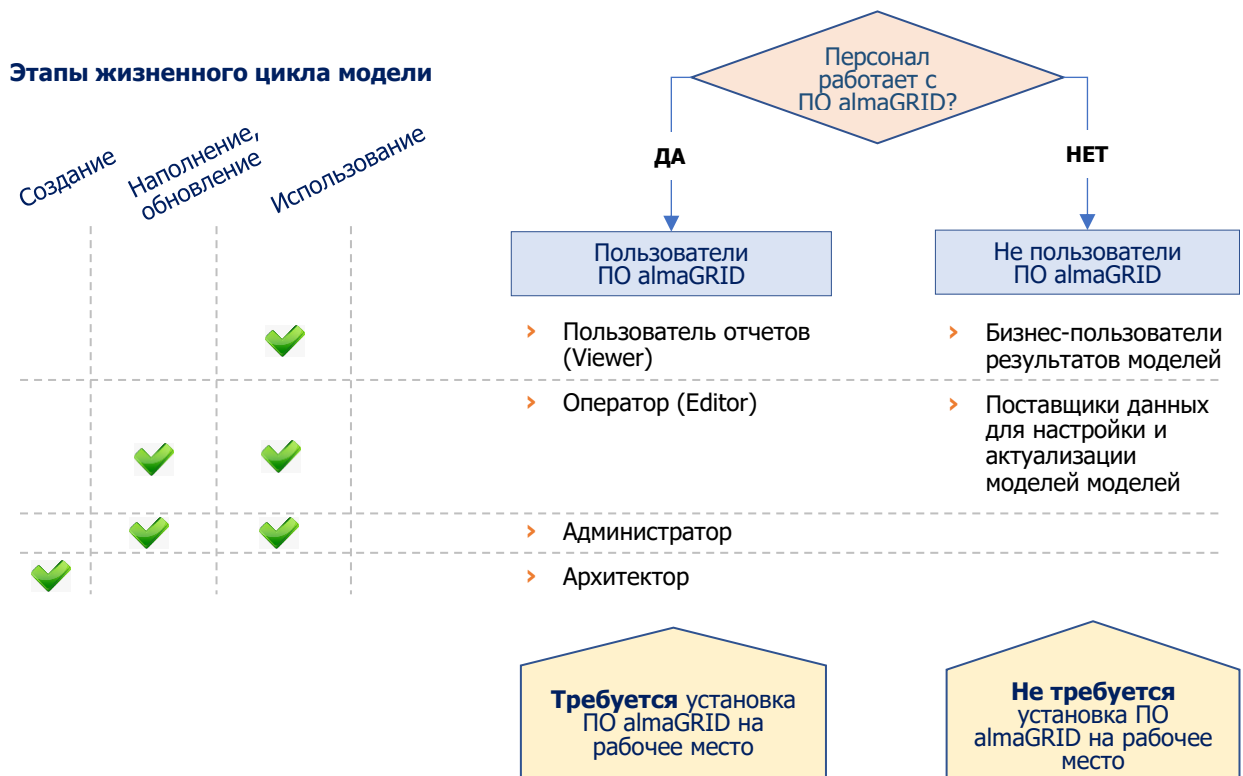 Этапы жизненного цикла модели
Создание
Наполнение,
обновление
Использование
Персонал
работает с
ПО almaGRID?
ДА
НЕТ
Пользователи
ПО almaGRID
Не пользователи
ПО almaGRID
› Пользователь отчетов
(Viewer)
› Бизнес-пользователи
результатов моделей
› Оператор (Editor)
› Поставщики данных
для настройки и
актуализации
моделей моделей
› Администратор
› Архитектор
Требуется установка
ПО almaGRID на
рабочее место
Не требуется
установка ПО
almaGRID на рабочее
место